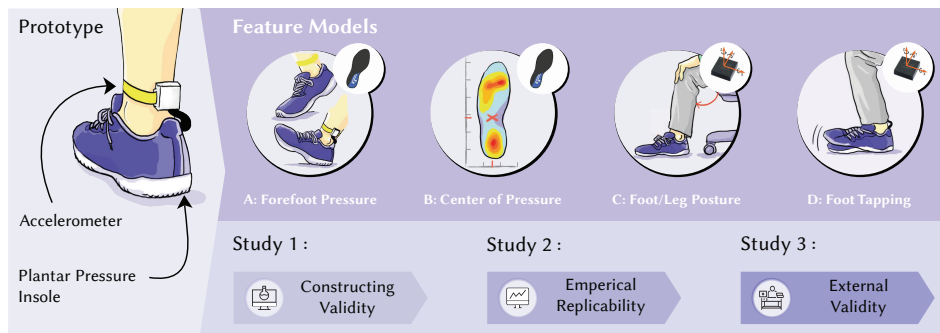 Prototype
Accelerometer
Plantar Pressure
Insole
Feature Models
A: Forefoot Pressure
B: Center of Pressure
C: Foot/Leg Posture
D: Foot Tapping
Study 1 :
Constructing
Validity
Study 2 :
Emperical
Replicability
Study 3 :
External
Validity